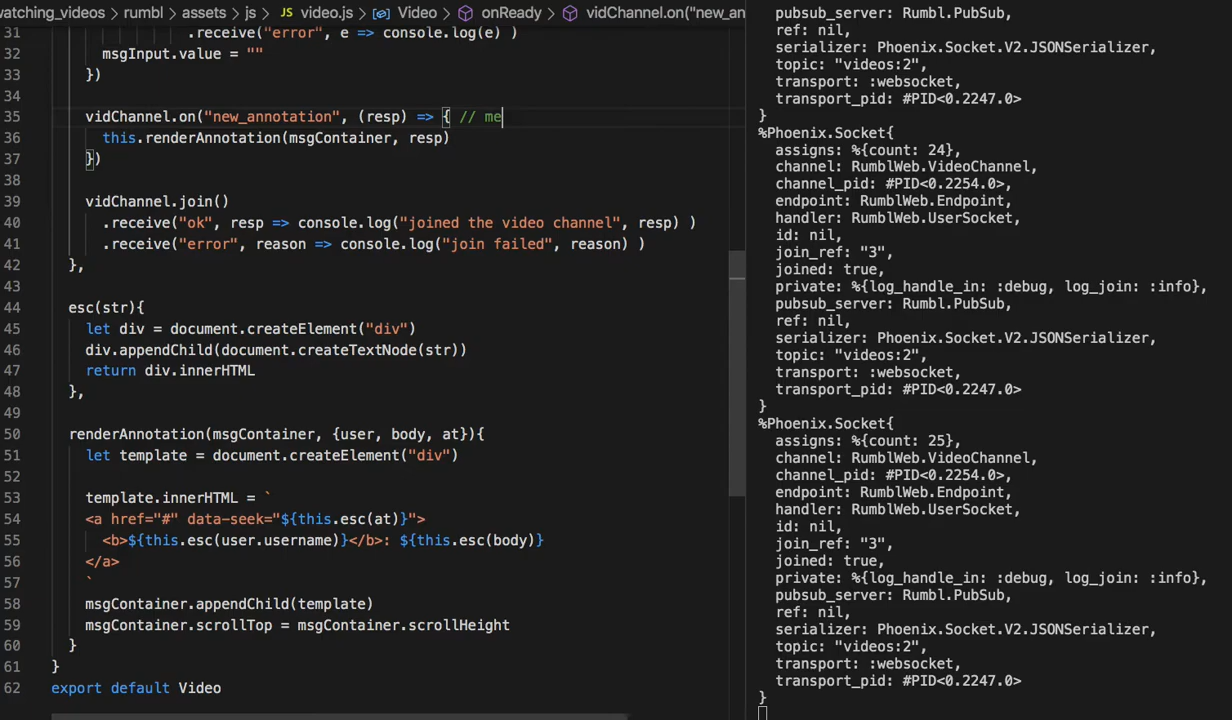 watching_videos > rumbl > assets > js > JS video.js > Video > onReady > vidChannel.on("new_an
31 .receive("error", e => console.log(e) )
32 msgInput.value = ""
33 })
34
35 vidChannel.on("new_annotation", (resp) => { // me
36 this.renderAnnotation(msgContainer, resp)
37 })
38
39 vidChannel.join()
40 .receive("ok", resp => console.log("joined the video channel", resp) )
41 .receive("error", reason => console.log("join failed", reason) )
42 },
43
44 esc(str){
45 let div = document.createElement("div")
46 div.appendChild(document.createTextNode(str))
47 return div.innerHTML
48 },
49
50 renderAnnotation(msgContainer, {user, body, at}){
51 let template = document.createElement("div")
52
53 template.innerHTML = `
54 <a href="#" data-seek="${this.esc(at)}">
55 <b>${this.esc(user.username)}</b>: ${this.esc(body)}
56 </a>
57 `
58 msgContainer.appendChild(template)
59 msgContainer.scrollTop = msgContainer.scrollHeight
60 }
61 }
62 export default Video
pubsub_server: Rumbl.PubSub,
ref: nil,
serializer: Phoenix.Socket.V2.JSONSerializer,
topic: "videos:2",
transport: :websocket,
transport_pid: #PID<0.2247.0>
}
%Phoenix.Socket{
assigns: %{count: 24},
channel: RumblWeb.VideoChannel,
channel_pid: #PID<0.2254.0>,
endpoint: RumblWeb.Endpoint,
handler: RumblWeb.UserSocket,
id: nil,
join_ref: "3",
joined: true,
private: %{log_handle_in: :debug, log_join: :info},
pubsub_server: Rumbl.PubSub,
ref: nil,
serializer: Phoenix.Socket.V2.JSONSerializer,
topic: "videos:2",
transport: :websocket,
transport_pid: #PID<0.2247.0>
}
%Phoenix.Socket{
assigns: %{count: 25},
channel: RumblWeb.VideoChannel,
channel_pid: #PID<0.2254.0>,
endpoint: RumblWeb.Endpoint,
handler: RumblWeb.UserSocket,
id: nil,
join_ref: "3",
joined: true,
private: %{log_handle_in: :debug, log_join: :info},
pubsub_server: Rumbl.PubSub,
ref: nil,
serializer: Phoenix.Socket.V2.JSONSerializer,
topic: "videos:2",
transport: :websocket,
transport_pid: #PID<0.2247.0>
}